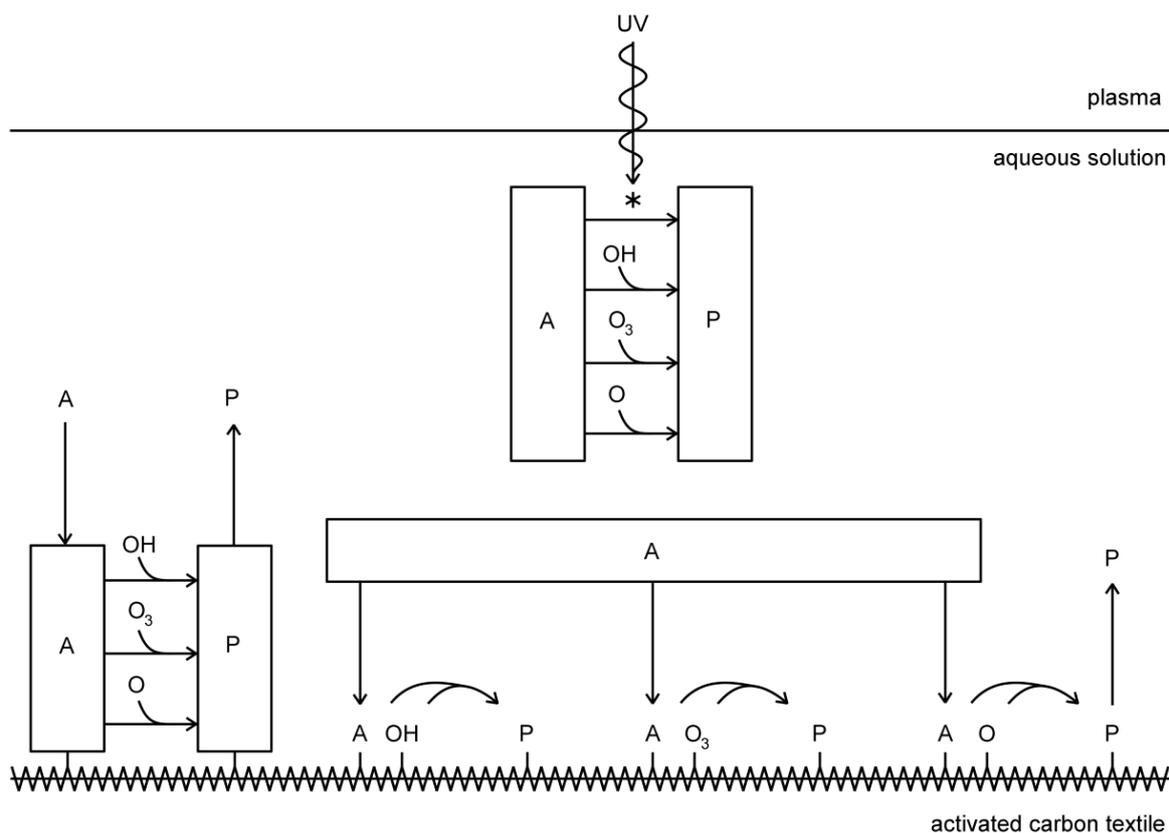 UV
plasma
aqueous solution
*
OH
A
O₃
P
O
A
P
OH
A
O₃
P
O
A
P
A OH P
A O₃ P
A O P
activated carbon textile